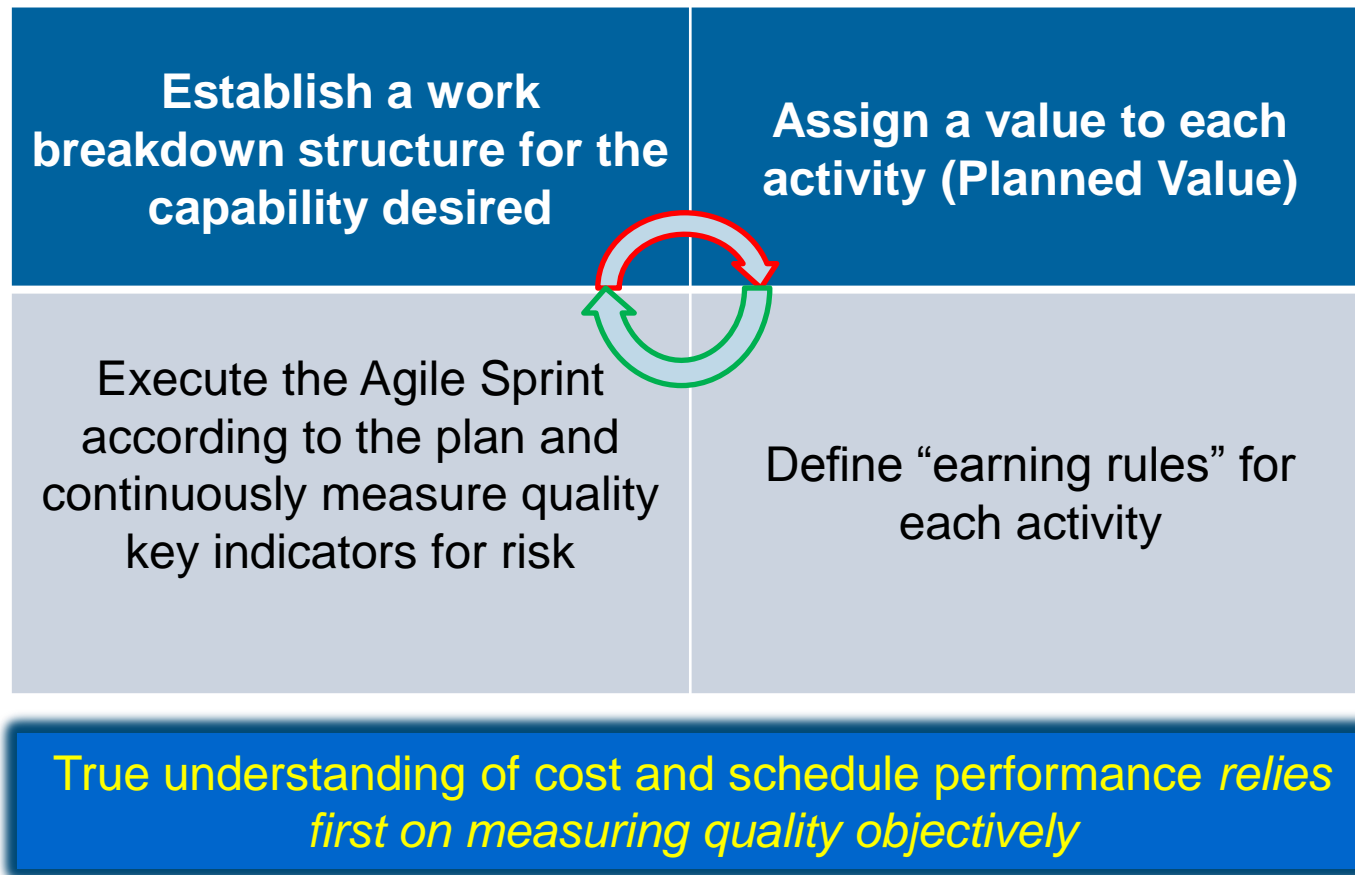 Establish a work
breakdown structure for the
capability desired
Assign a value to each
activity (Planned Value)
Execute the Agile Sprint
according to the plan and
continuously measure quality
key indicators for risk
Define “earning rules” for
each activity
True understanding of cost and schedule performance relies
first on measuring quality objectively